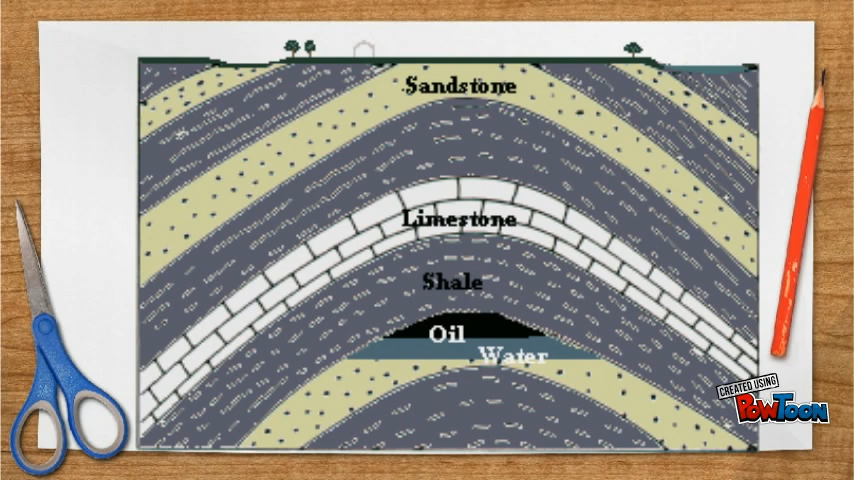 Sandstone
Limestone
Shale
Oil
Water
CREATED USING
POWTOON